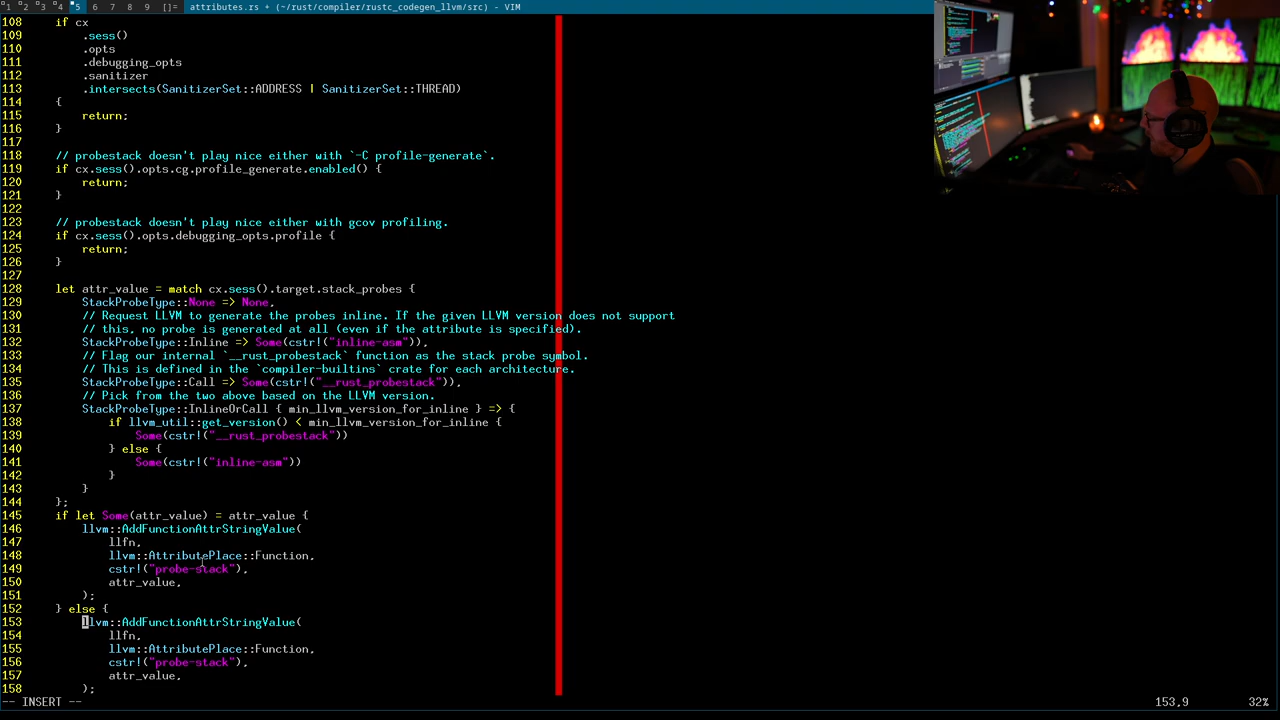 1 2 3 4 5 6 7 8 9 []= attributes.rs + (~/rust/compiler/rustc_codegen_llvm/src) - VIM
108     if cx
109         .sess()
110         .opts
111         .debugging_opts
112         .sanitizer
113         .intersects(SanitizerSet::ADDRESS | SanitizerSet::THREAD)
114     {
115         return;
116     }
117
118     // probestack doesn't play nice either with `-C profile-generate`.
119     if cx.sess().opts.cg.profile_generate.enabled() {
120         return;
121     }
122
123     // probestack doesn't play nice either with gcov profiling.
124     if cx.sess().opts.debugging_opts.profile {
125         return;
126     }
127
128     let attr_value = match cx.sess().target.stack_probes {
129         StackProbeType::None => None,
130         // Request LLVM to generate the probes inline. If the given LLVM version does not support
131         // this, no probe is generated at all (even if the attribute is specified).
132         StackProbeType::Inline => Some(cstr!("inline-asm")),
133         // Flag our internal `__rust_probestack` function as the stack probe symbol.
134         // This is defined in the `compiler-builtins` crate for each architecture.
135         StackProbeType::Call => Some(cstr!("__rust_probestack")),
136         // Pick from the two above based on the LLVM version.
137         StackProbeType::InlineOrCall { min_llvm_version_for_inline } => {
138             if llvm_util::get_version() < min_llvm_version_for_inline {
139                 Some(cstr!("__rust_probestack"))
140             } else {
141                 Some(cstr!("inline-asm"))
142             }
143         }
144     };
145     if let Some(attr_value) = attr_value {
146         llvm::AddFunctionAttrStringValue(
147             llfn,
148             llvm::AttributePlace::Function,
149             cstr!("probe-stack"),
150             attr_value,
151         );
152     } else {
153         llvm::AddFunctionAttrStringValue(
154             llfn,
155             llvm::AttributePlace::Function,
156             cstr!("probe-stack"),
157             attr_value,
158         );
-- INSERT -- 153,9 32%